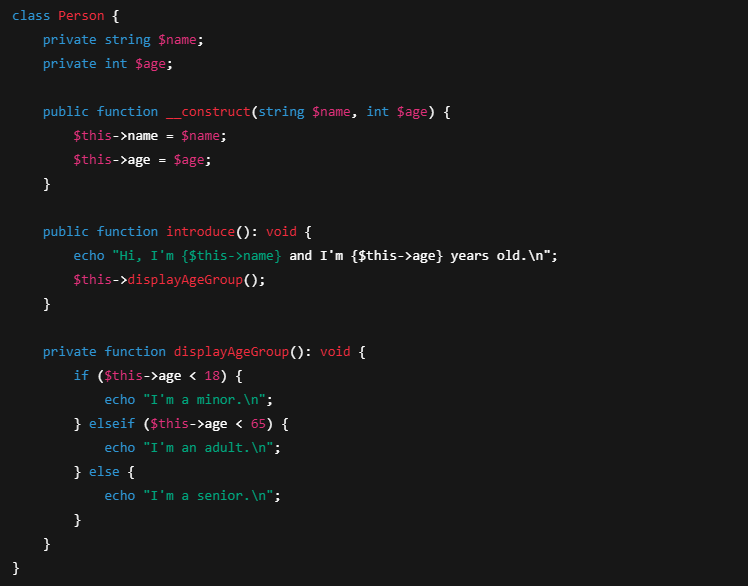 class Person {
    private string $name;
    private int $age;

    public function __construct(string $name, int $age) {
        $this->name = $name;
        $this->age = $age;
    }

    public function introduce(): void {
        echo "Hi, I'm {$this->name} and I'm {$this->age} years old.\n";
        $this->displayAgeGroup();
    }

    private function displayAgeGroup(): void {
        if ($this->age < 18) {
            echo "I'm a minor.\n";
        } elseif ($this->age < 65) {
            echo "I'm an adult.\n";
        } else {
            echo "I'm a senior.\n";
        }
    }
}